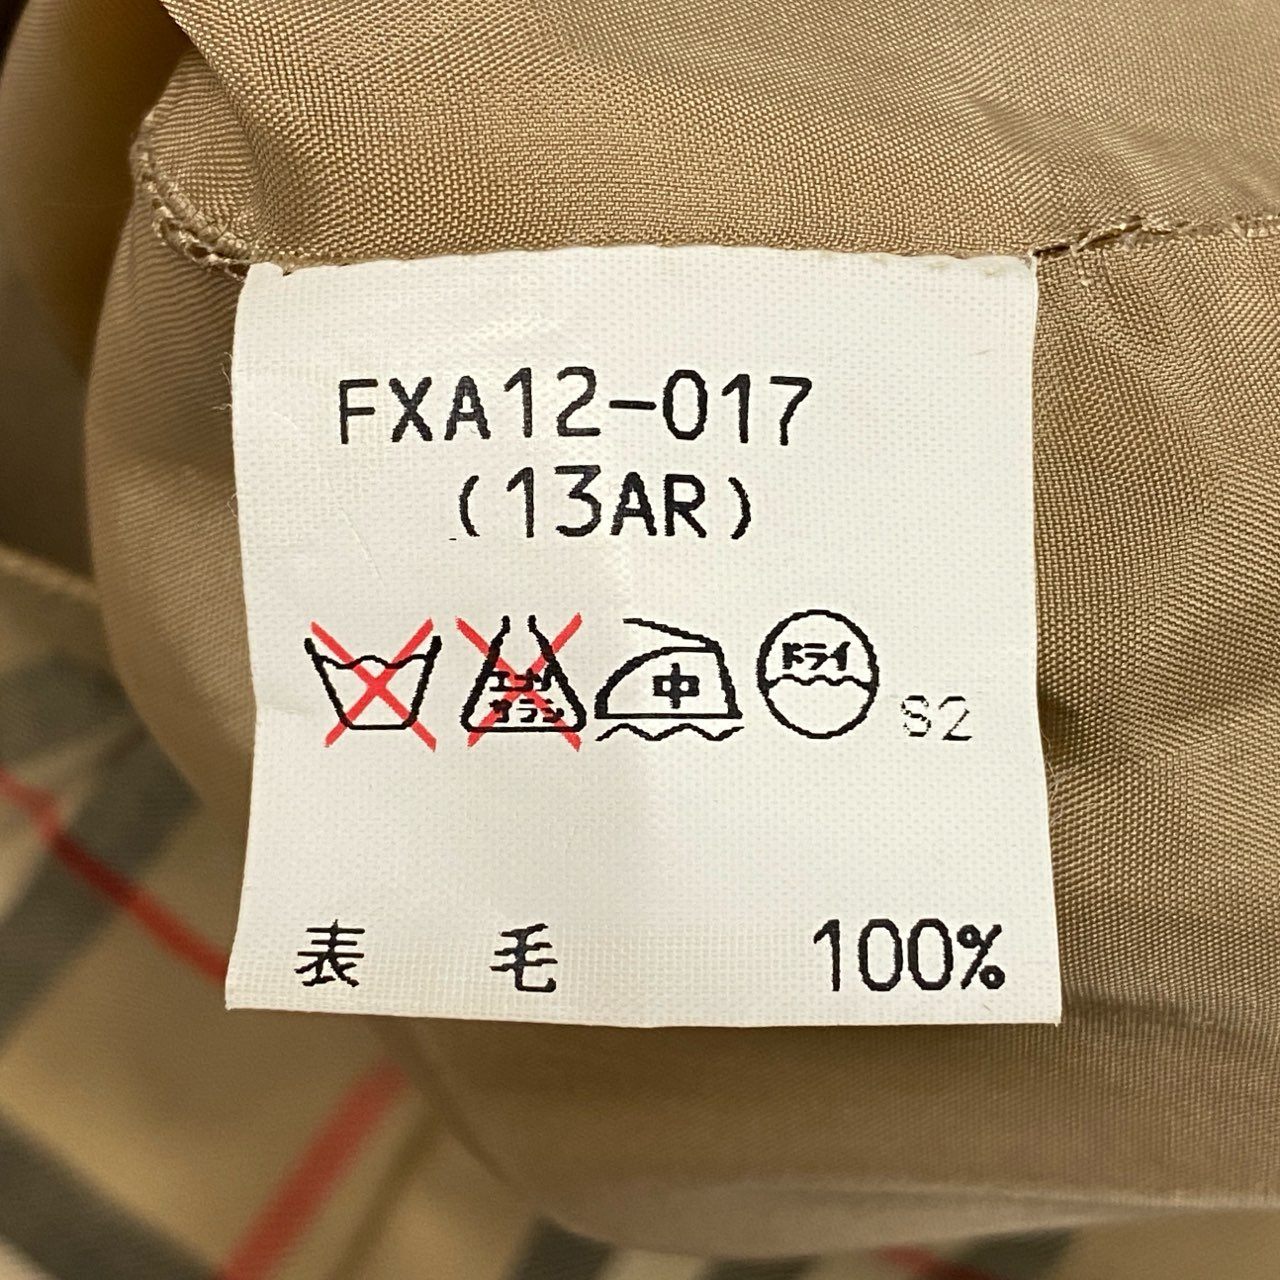 FXA12-017
(13AR)
エンソ
サラシ
中
ドライ
S2
表 毛 100%